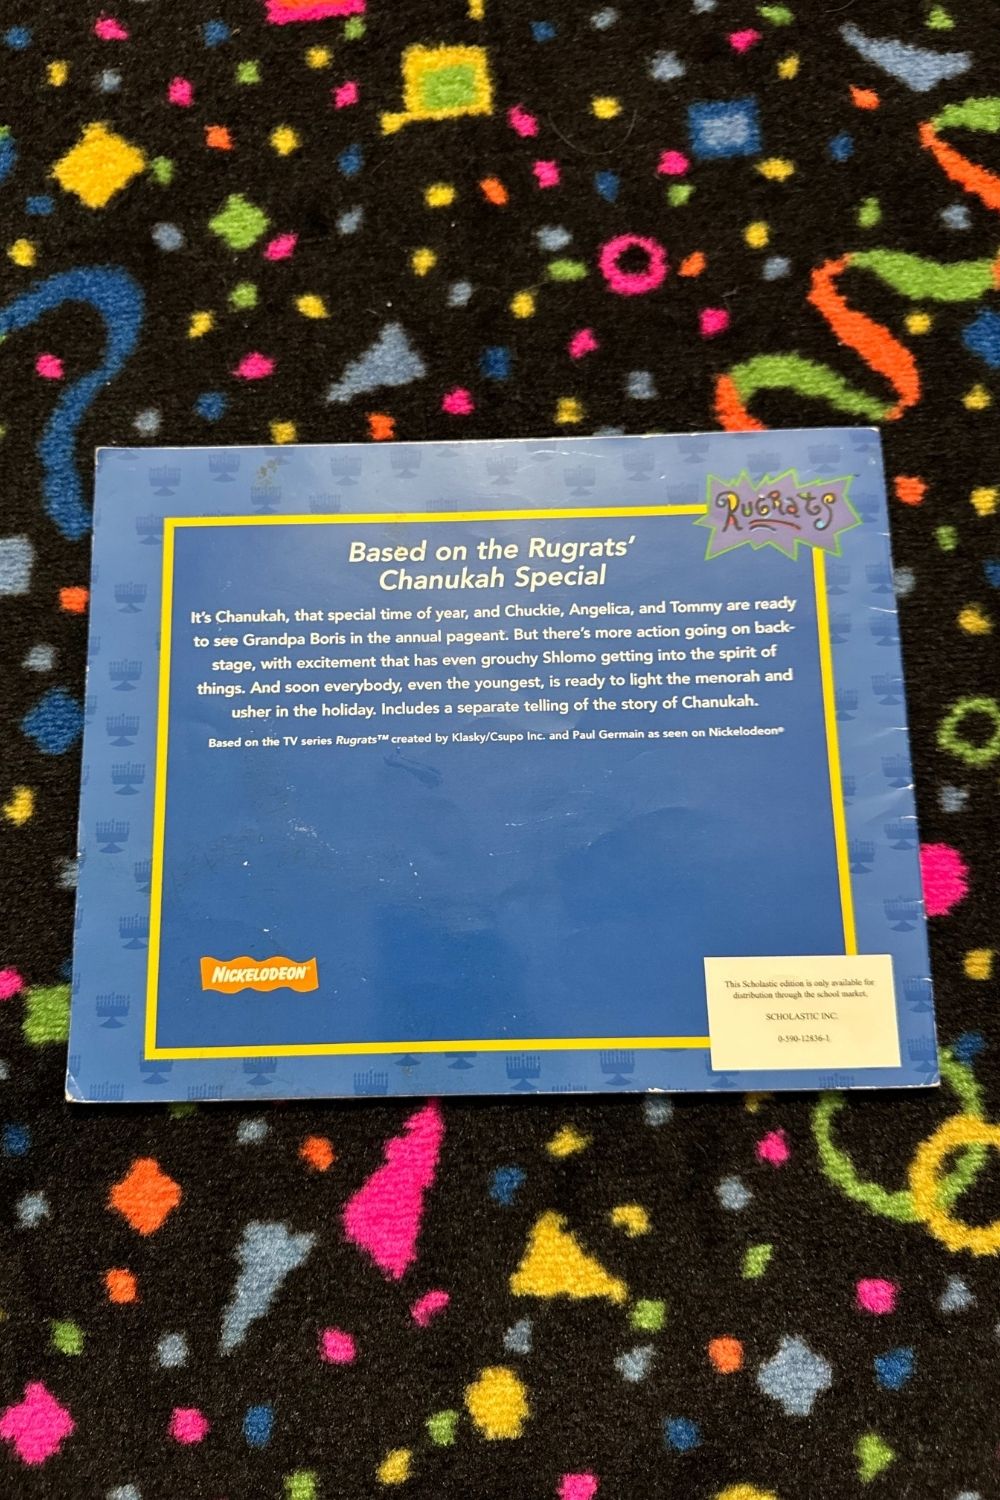 Rugrats
Based on the Rugrats'
Chanukah Special
It's Chanukah, that special time of year, and Chuckie, Angelica, and Tommy are ready
to see Grandpa Boris in the annual pageant. But there's more action going on back-
stage, with excitement that has even grouchy Shlomo getting into the spirit of
things. And soon everybody, even the youngest, is ready to light the menorah and
usher in the holiday. Includes a separate telling of the story of Chanukah.
Based on the TV series Rugrats™ created by Klasky/Csupo Inc. and Paul Germain as seen on Nickelodeon®
NICKELODEON
This Scholastic edition is only available for
distribution through the school market.
SCHOLASTIC INC.
0-590-12836-1